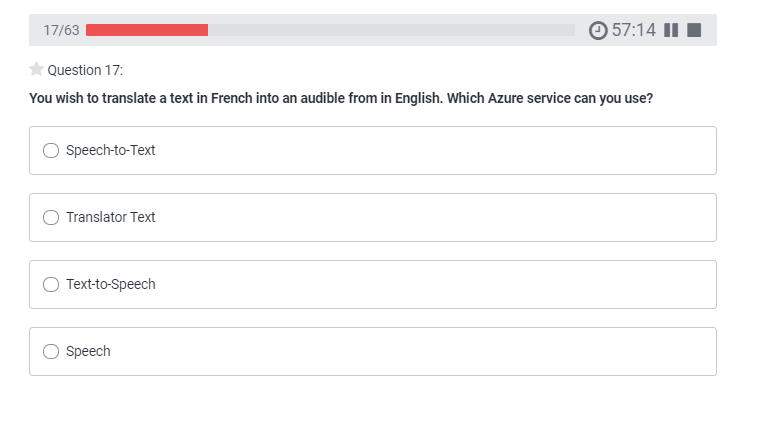 17/63 57:14
Question 17:
You wish to translate a text in French into an audible from in English. Which Azure service can you use?
Speech-to-Text
Translator Text
Text-to-Speech
Speech